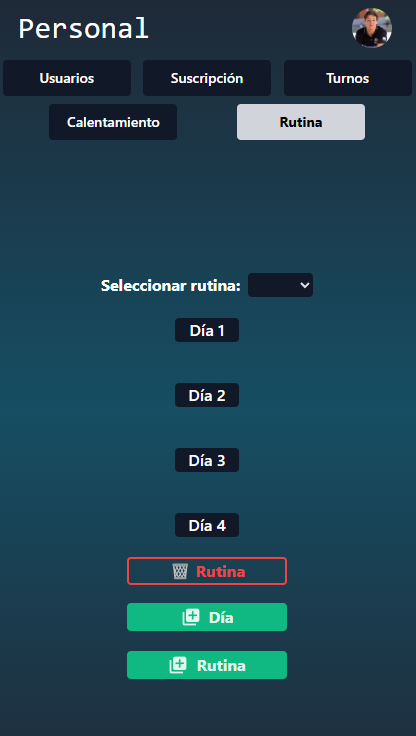 Personal
Usuarios Suscripción Turnos
Calentamiento Rutina
Seleccionar rutina:
Día 1
Día 2
Día 3
Día 4
Rutina
Día
Rutina